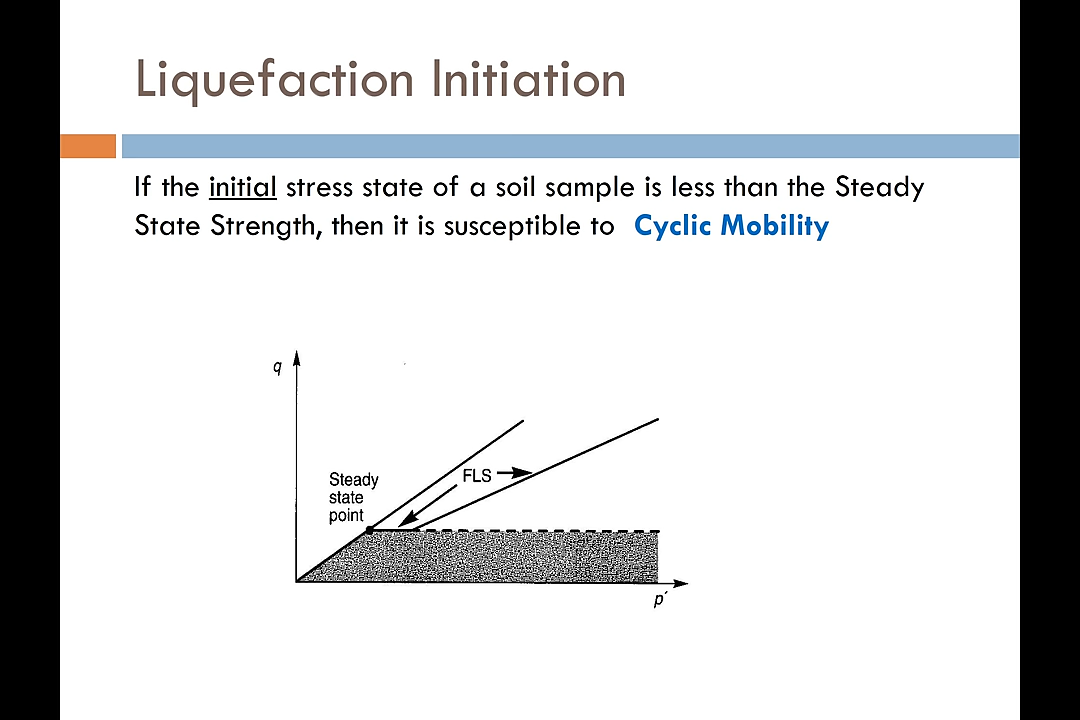 Liquefaction Initiation
If the initial stress state of a soil sample is less than the Steady
State Strength, then it is susceptible to Cyclic Mobility
q
Steady
state
point
FLS
p′